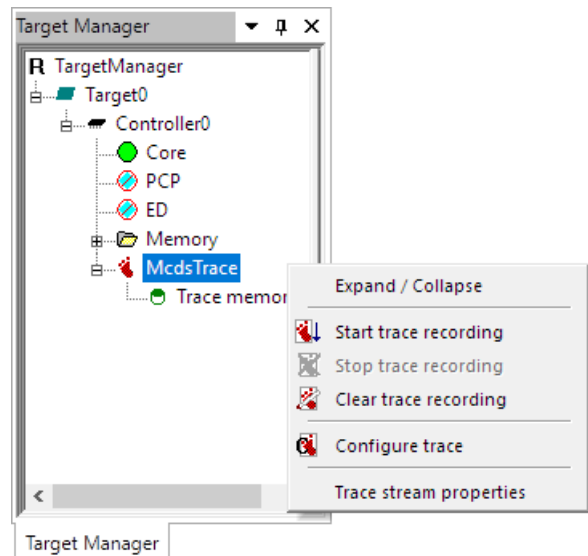 Target Manager
R TargetManager
Target0
Controller0
Core
PCP
ED
Memory
McdsTrace
Trace memor
Expand / Collapse
Start trace recording
Stop trace recording
Clear trace recording
Configure trace
Trace stream properties
Target Manager